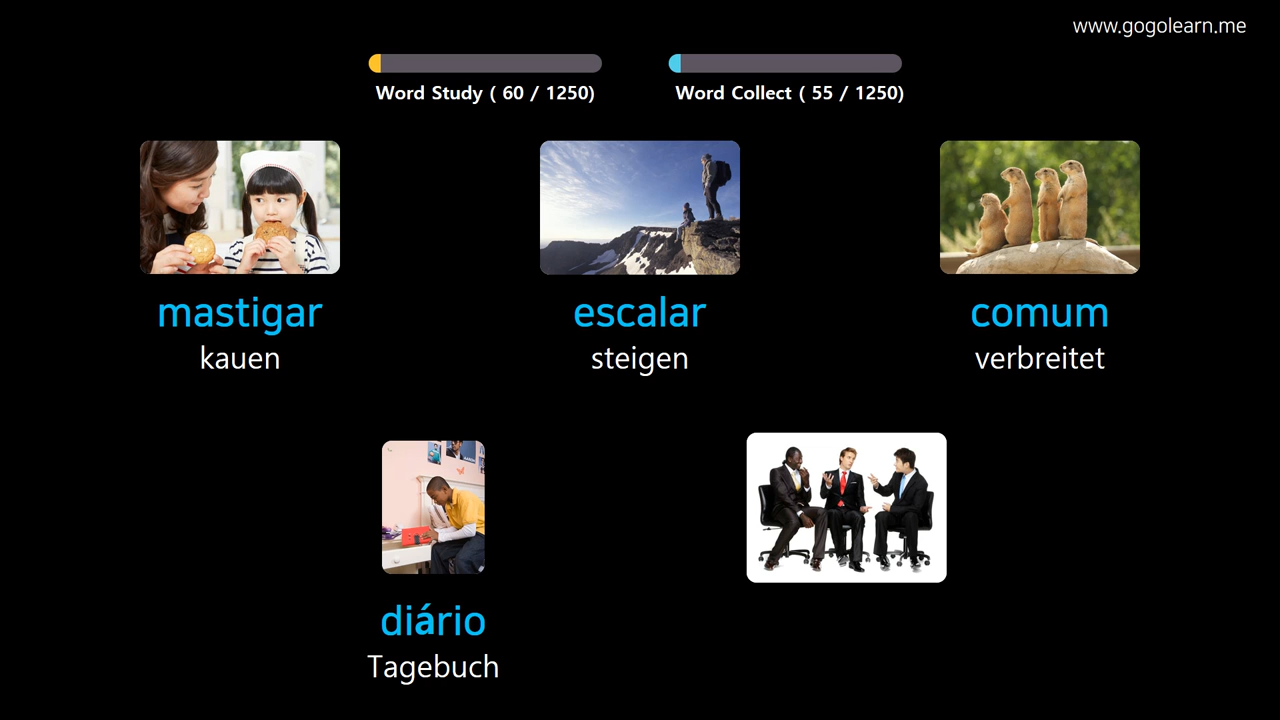 www.gogolearn.me
Word Study ( 60 / 1250)
Word Collect ( 55 / 1250)
mastigar
kauen
escalar
steigen
comum
verbreitet
diário
Tagebuch